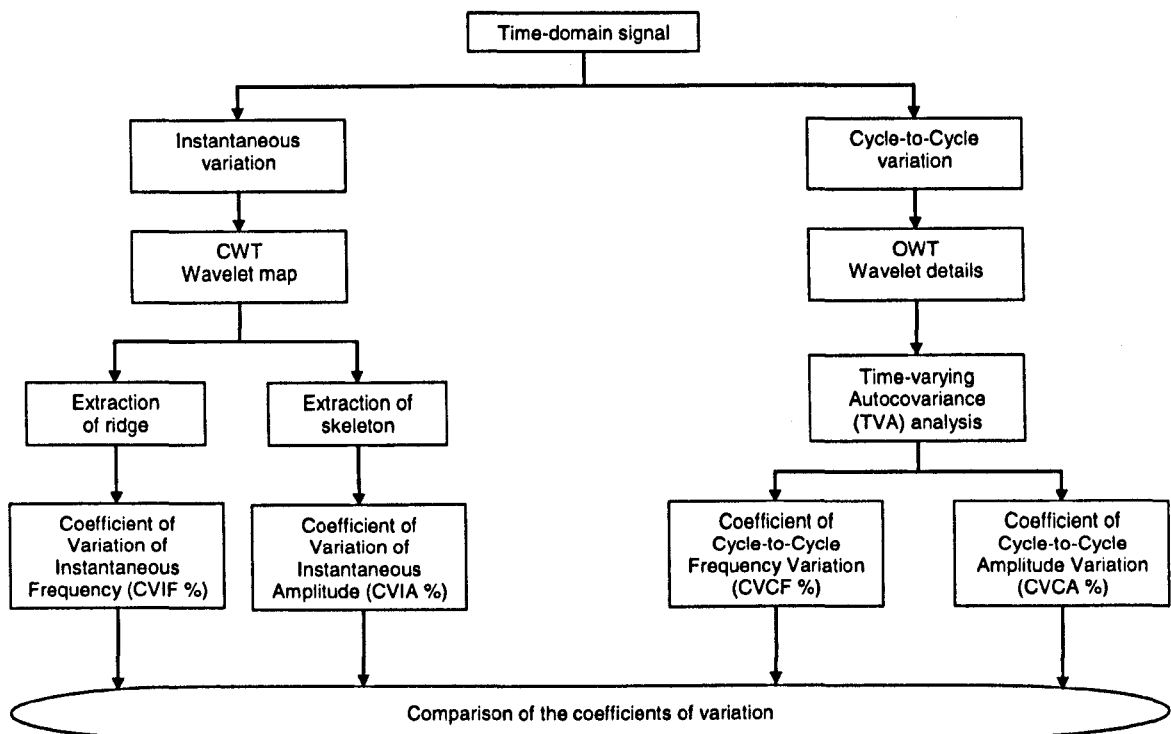 Time-domain signal
Instantaneous
variation
Cycle-to-Cycle
variation
CWT
Wavelet map
OWT
Wavelet details
Extraction
of ridge
Extraction of
skeleton
Time-varying
Autocovariance
(TVA) analysis
Coefficient of
Variation of
Instantaneous
Frequency (CVIF %)
Coefficient of
Variation of
Instantaneous
Amplitude (CVIA %)
Coefficient of
Cycle-to-Cycle
Frequency Variation
(CVCF %)
Coefficient of
Cycle-to-Cycle
Amplitude Variation
(CVCA %)
Comparison of the coefficients of variation